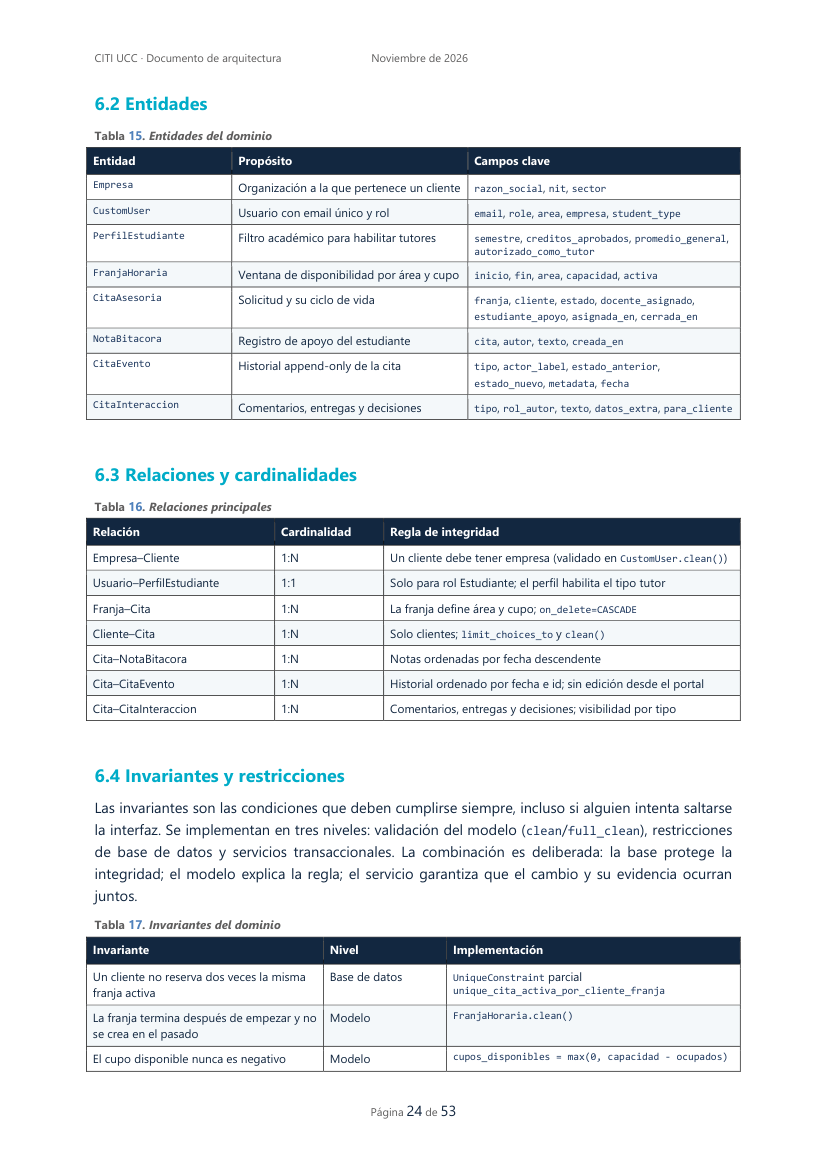 CITI UCC · Documento de arquitectura Noviembre de 2026
6.2 Entidades
Tabla 15. Entidades del dominio
Entidad Propósito Campos clave
Empresa Organización a la que pertenece un cliente razon_social, nit, sector
CustomUser Usuario con email único y rol email, role, area, empresa, student_type
PerfilEstudiante Filtro académico para habilitar tutores semestre, creditos_aprobados, promedio_general,
autorizado_como_tutor
FranjaHoraria Ventana de disponibilidad por área y cupo inicio, fin, area, capacidad, activa
CitaAsesoria Solicitud y su ciclo de vida franja, cliente, estado, docente_asignado,
estudiante_apoyo, asignada_en, cerrada_en
NotaBitacora Registro de apoyo del estudiante cita, autor, texto, creada_en
CitaEvento Historial append-only de la cita tipo, actor_label, estado_anterior,
estado_nuevo, metadata, fecha
CitaInteraccion Comentarios, entregas y decisiones tipo, rol_autor, texto, datos_extra, para_cliente
6.3 Relaciones y cardinalidades
Tabla 16. Relaciones principales
Relación Cardinalidad Regla de integridad
Empresa–Cliente 1:N Un cliente debe tener empresa (validado en CustomUser.clean())
Usuario–PerfilEstudiante 1:1 Solo para rol Estudiante; el perfil habilita el tipo tutor
Franja–Cita 1:N La franja define área y cupo; on_delete=CASCADE
Cliente–Cita 1:N Solo clientes; limit_choices_to y clean()
Cita–NotaBitacora 1:N Notas ordenadas por fecha descendente
Cita–CitaEvento 1:N Historial ordenado por fecha e id; sin edición desde el portal
Cita–CitaInteraccion 1:N Comentarios, entregas y decisiones; visibilidad por tipo
6.4 Invariantes y restricciones
Las invariantes son las condiciones que deben cumplirse siempre, incluso si alguien intenta saltarse
la interfaz. Se implementan en tres niveles: validación del modelo (clean/full_clean), restricciones
de base de datos y servicios transaccionales. La combinación es deliberada: la base protege la
integridad; el modelo explica la regla; el servicio garantiza que el cambio y su evidencia ocurran
juntos.
Tabla 17. Invariantes del dominio
Invariante Nivel Implementación
Un cliente no reserva dos veces la misma Base de datos UniqueConstraint parcial
franja activa unique_cita_activa_por_cliente_franja
La franja termina después de empezar y no Modelo FranjaHoraria.clean()
se crea en el pasado
El cupo disponible nunca es negativo Modelo cupos_disponibles = max(0, capacidad - ocupados)
Página 24 de 53